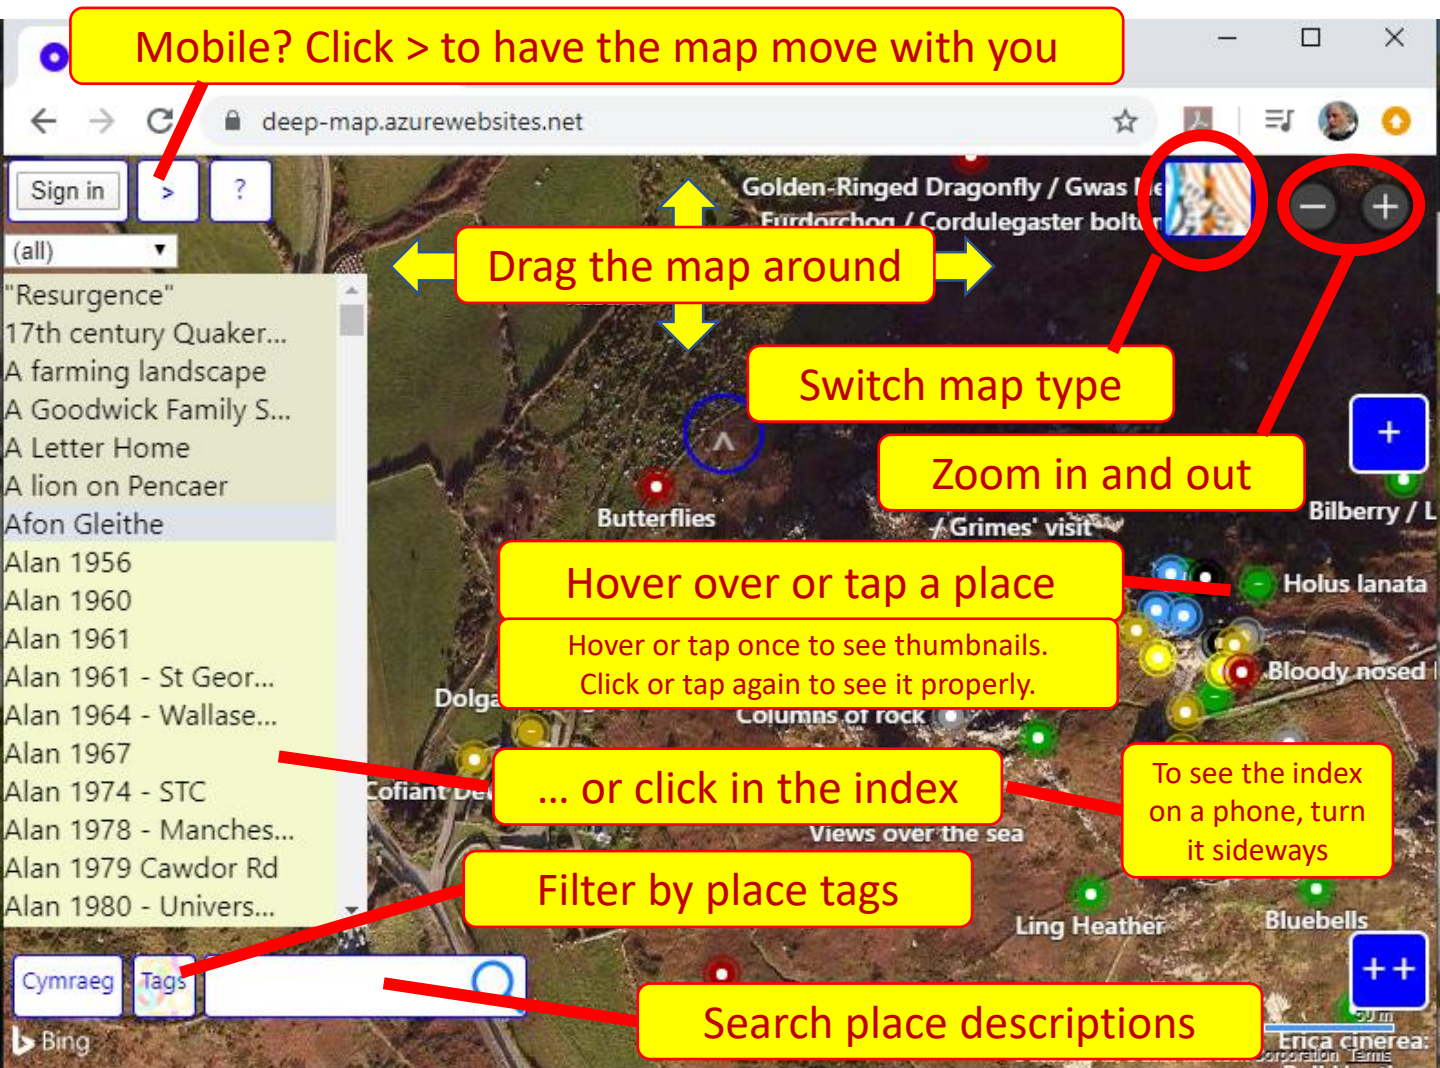 Mobile? Click > to have the map move with you
deep-map.azurewebsites.net
Sign in
>
?
Golden-Ringed Dragonfly / Gwas
/ Cordulegaster
(all)
Drag the map around
"Resurgence"
17th century Quaker...
A farming landscape
A Goodwick Family S...
A Letter Home
A lion on Pencaer
Afon Gleithe
Alan 1956
Alan 1960
Alan 1961
Alan 1961 - St Geor...
Alan 1964 - Wallase...
Alan 1967
Alan 1974 - STC
Alan 1978 - Manches...
Alan 1979 Cawdor Rd
Alan 1980 - Univers...
Switch map type
+
Zoom in and out
Butterflies
/ Grimes' visit
Bilberry / L
Hover over or tap a place
Holus lanata
Hover or tap once to see thumbnails.
Click or tap again to see it properly.
Bloody nosed
Columns of rock
Cofiant
... or click in the index
To see the index
on a phone, turn
it sideways
Views over the sea
Filter by place tags
Ling Heather
Bluebells
Cymraeg
Tags
++
Search place descriptions
50 m
Bing
Erica cinerea:
Corporation Terms